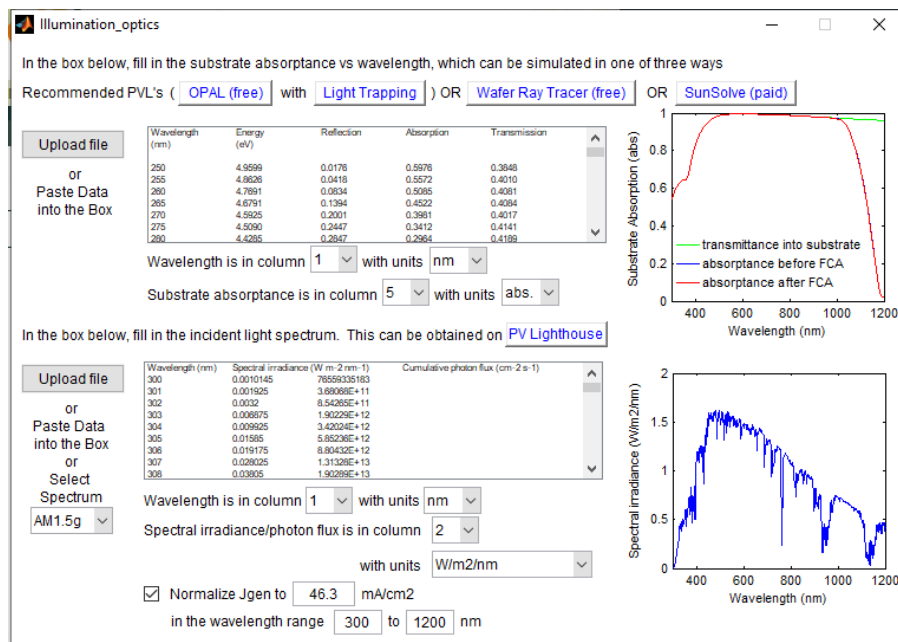 Illumination_optics
In the box below, fill in the substrate absorptance vs wavelength, which can be simulated in one of three ways
Recommended PVL's ( OPAL (free) with Light Trapping ) OR Wafer Ray Tracer (free) OR SunSolve (paid)
Upload file
or
Paste Data
into the Box
Wavelength (nm) Energy (eV) Reflection Absorption Transmission
250 4.9599 0.0176 0.5976 0.3848
255 4.8626 0.0418 0.5572 0.4010
260 4.7691 0.0834 0.5085 0.4081
265 4.6791 0.1394 0.4522 0.4084
270 4.5925 0.2001 0.3981 0.4017
275 4.5090 0.2447 0.3412 0.4141
280 4.4285 0.2847 0.2964 0.4189
Wavelength is in column 1 with units nm
Substrate absorptance is in column 5 with units abs.
Substrate Absorption (abs)
1
0.8
0.6
0.4
0.2
0
transmittance into substrate
absorptance before FCA
absorptance after FCA
400 600 800 1000 1200
Wavelength (nm)
In the box below, fill in the incident light spectrum. This can be obtained on PV Lighthouse
Upload file
or
Paste Data
into the Box
or
Select
Spectrum
AM1.5g
Wavelength (nm) Spectral irradiance (W m-2 nm-1) Cumulative photon flux (cm-2 s-1)
300 0.0010145 76559335183
301 0.001925 3.68068E+11
302 0.0032 8.54265E+11
303 0.006875 1.90229E+12
304 0.009925 3.42024E+12
305 0.01585 5.85236E+12
306 0.019175 8.80432E+12
307 0.028025 1.31328E+13
308 0.03805 1.90289E+13
Wavelength is in column 1 with units nm
Spectral irradiance/photon flux is in column 2
with units W/m2/nm
Normalize Jgen to 46.3 mA/cm2
in the wavelength range 300 to 1200 nm
Spectral irradiance (W/m2/nm)
2
1.5
1
0.5
0
400 600 800 1000 1200
Wavelength (nm)